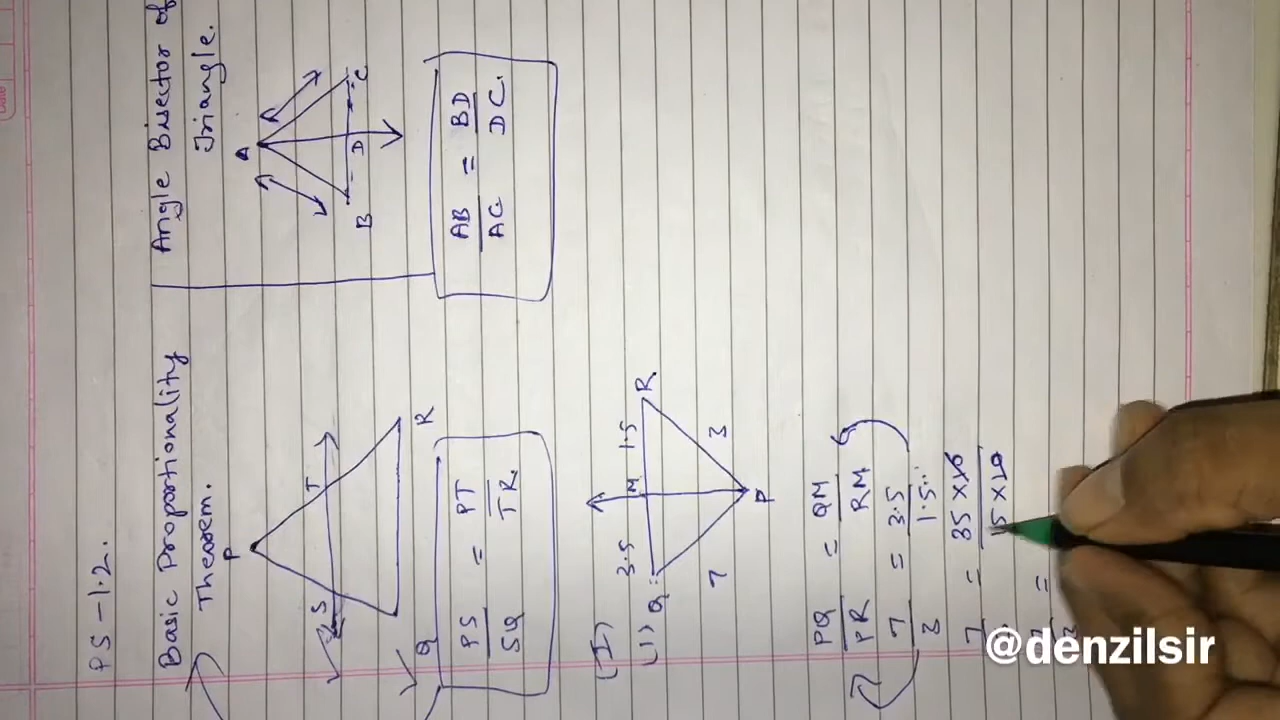 PS-1.2.
Basic Proportionality
Theorem.
P
S T
Q R
PS = PT
SQ TR.
Angle Bisector of
Triangle.
A
B D C
AB = BD
AC DC.
(I)
(1) Q 3.5 M 1.5 R
7 3
P
PQ = QM
PR RM
7 = 3.5
3 1.5
7 = 35 × 10
5 × 10
=
@denzilsir